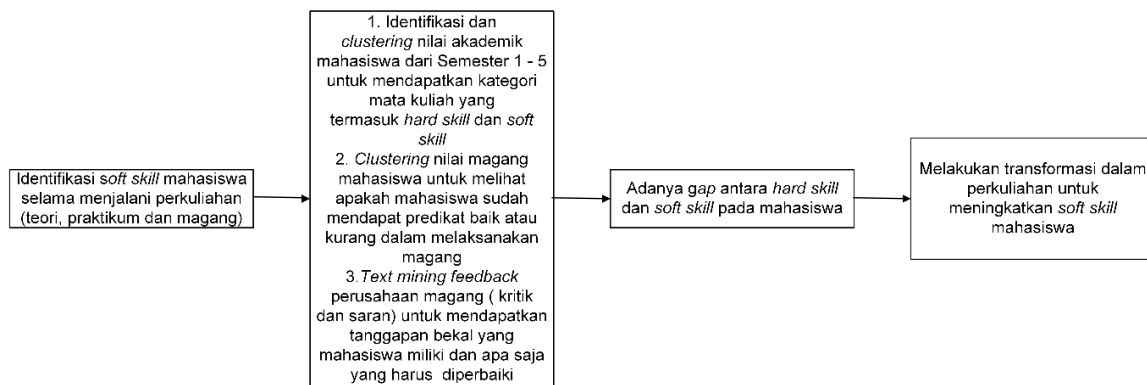 Identifikasi soft skill mahasiswa
selama menjalani perkuliahan
(teori, praktikum dan magang)
1. Identifikasi dan
clustering nilai akademik
mahasiswa dari Semester 1 - 5
untuk mendapatkan kategori
mata kuliah yang
termasuk hard skill dan soft
skill
2. Clustering nilai magang
mahasiswa untuk melihat
apakah mahasiswa sudah
mendapat predikat baik atau
kurang dalam melaksanakan
magang
3.Text mining feedback
perusahaan magang ( kritik
dan saran) untuk mendapatkan
tanggapan bekal yang
mahasiswa miliki dan apa saja
yang harus diperbaiki
Adanya gap antara hard skill
dan soft skill pada mahasiswa
Melakukan transformasi dalam
perkuliahan untuk
meningkatkan soft skill
mahasiswa